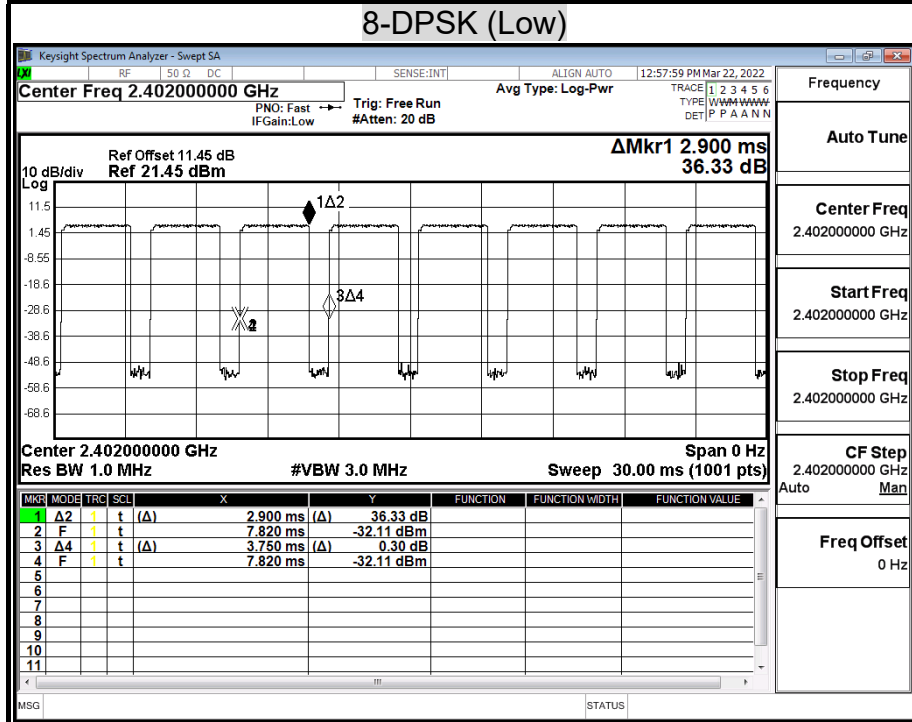 8-DPSK (Low)
Keysight Spectrum Analyzer - Swept SA
LXI RF 50 Ω DC SENSE:INT ALIGN AUTO 12:57:59 PM Mar 22, 2022
Center Freq 2.402000000 GHz
PNO: Fast
IFGain:Low
Trig: Free Run
#Atten: 20 dB
Avg Type: Log-Pwr
TRACE 1 2 3 4 5 6
TYPE WWWWWW
DET P P A A N N
ΔMkr1 2.900 ms
36.33 dB
Ref Offset 11.45 dB
10 dB/div Ref 21.45 dBm
Log
11.5
1.45
-8.55
-18.6
-28.6
-38.6
-48.6
-58.6
-68.6
1Δ2
3Δ4
Center 2.402000000 GHz Span 0 Hz
Res BW 1.0 MHz #VBW 3.0 MHz Sweep 30.00 ms (1001 pts)
MKR MODE TRC SCL X Y FUNCTION FUNCTION WIDTH FUNCTION VALUE
1 Δ2 1 t (Δ) 2.900 ms (Δ) 36.33 dB
2 F 1 t 7.820 ms -32.11 dBm
3 Δ4 1 t (Δ) 3.750 ms (Δ) 0.30 dB
4 F 1 t 7.820 ms -32.11 dBm
5
6
7
8
9
10
11
MSG STATUS
Frequency
Auto Tune
Center Freq
2.402000000 GHz
Start Freq
2.402000000 GHz
Stop Freq
2.402000000 GHz
CF Step
2.402000000 GHz
Auto Man
Freq Offset
0 Hz